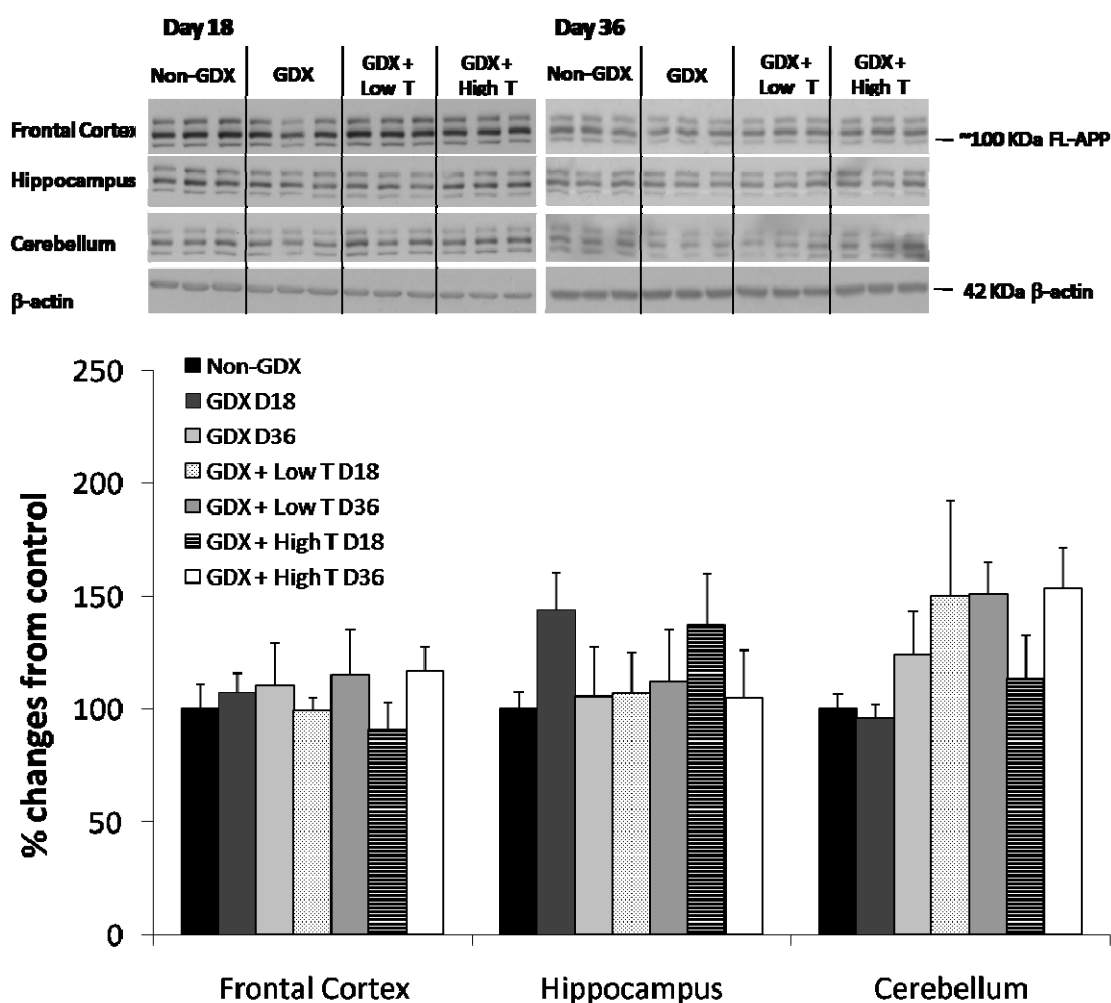 Day 18
Day 36
Non-GDX
GDX
GDX +
Low T
GDX +
High T
Non-GDX
GDX
GDX +
Low T
GDX +
High T
Frontal Cortex
~100 KDa FL-APP
Hippocampus
Cerebellum
β-actin
42 KDa β-actin
% changes from control
250
200
150
100
50
0
Non-GDX
GDX D18
GDX D36
GDX + Low T D18
GDX + Low T D36
GDX + High T D18
GDX + High T D36
Frontal Cortex
Hippocampus
Cerebellum